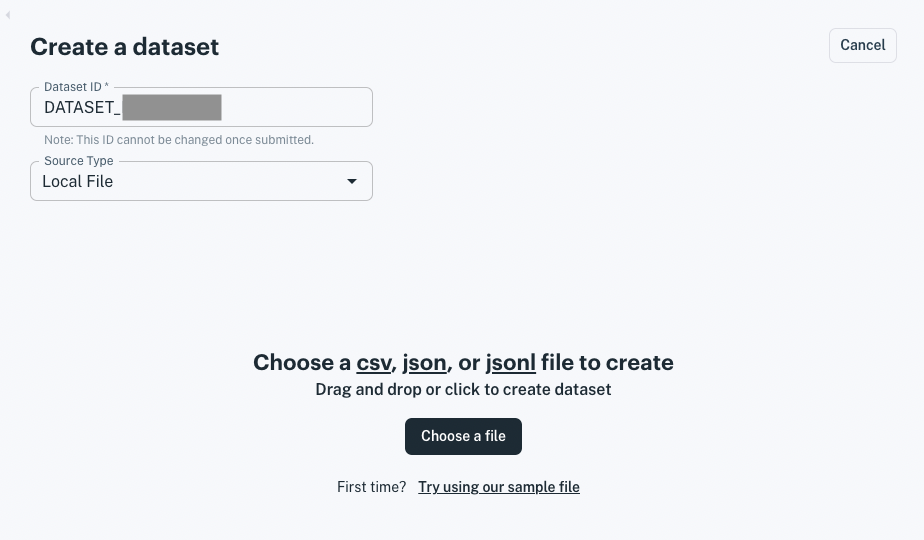 Create a dataset
Cancel
Dataset ID *
DATASET_
Note: This ID cannot be changed once submitted.
Source Type
Local File
Choose a csv, json, or jsonl file to create
Drag and drop or click to create dataset
Choose a file
First time? Try using our sample file